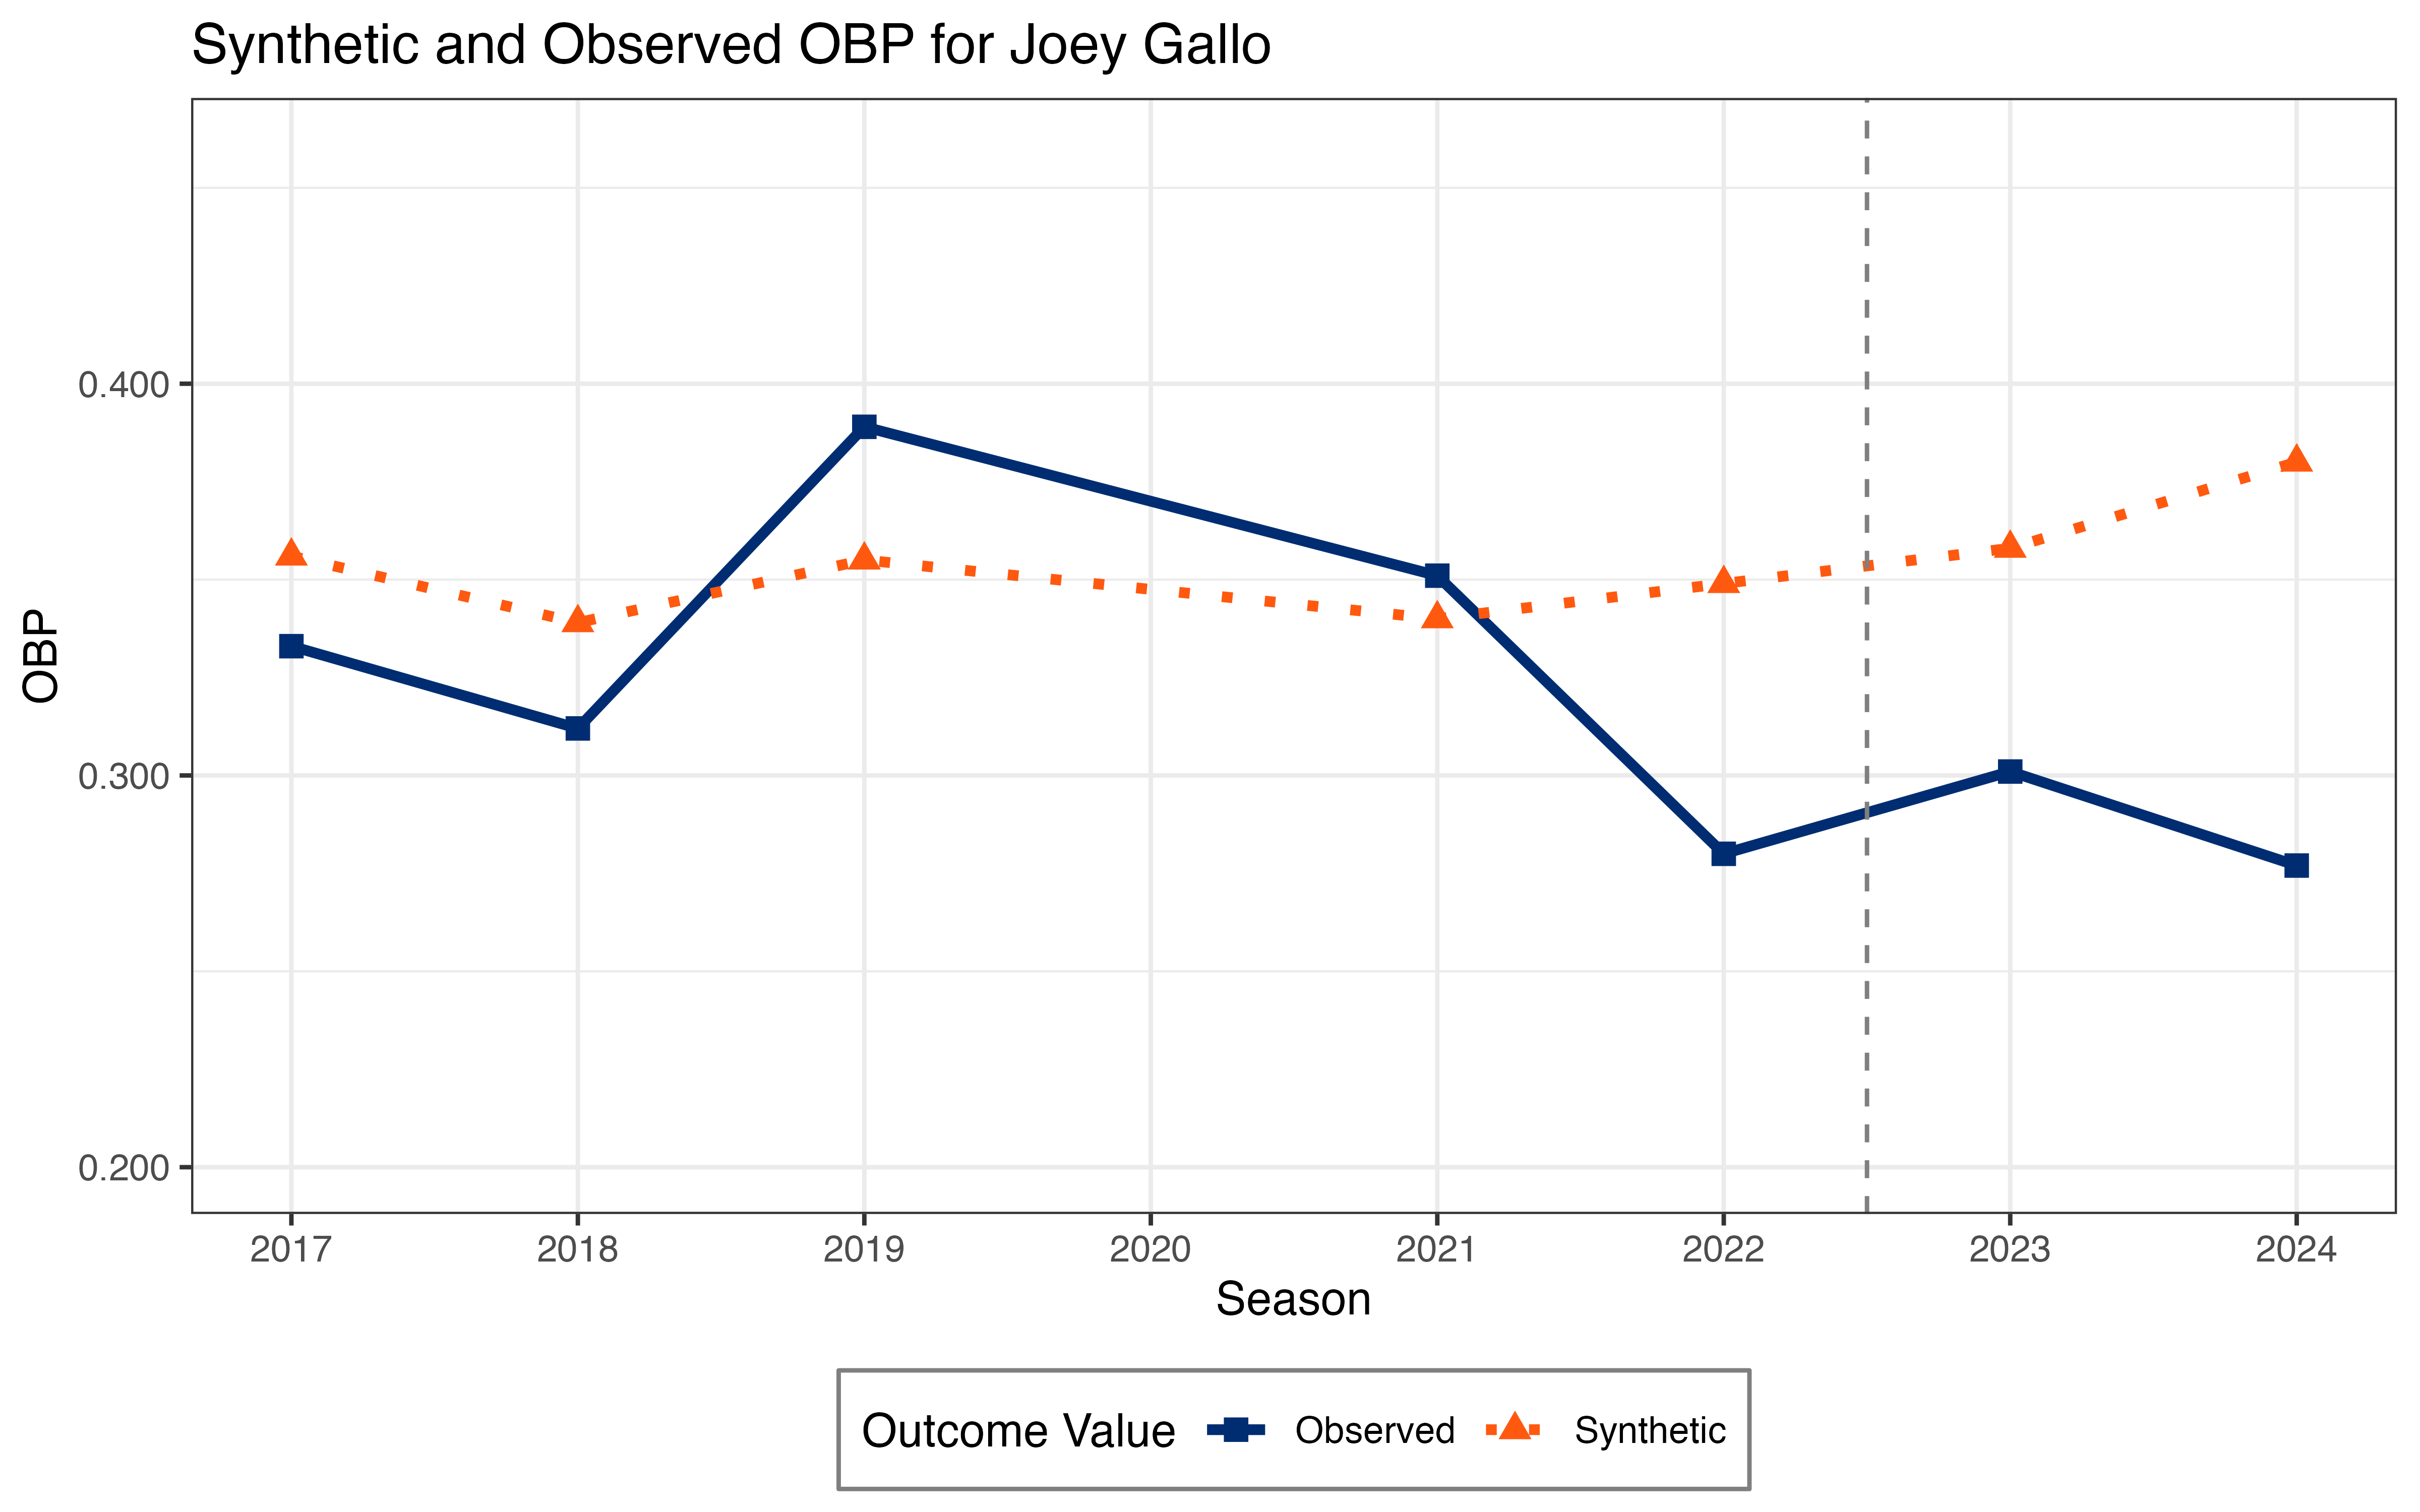 Synthetic and Observed OBP for Joey Gallo
OBP
0.400
0.300
0.200
2017 2018 2019 2020 2021 2022 2023 2024
Season
Outcome Value Observed Synthetic